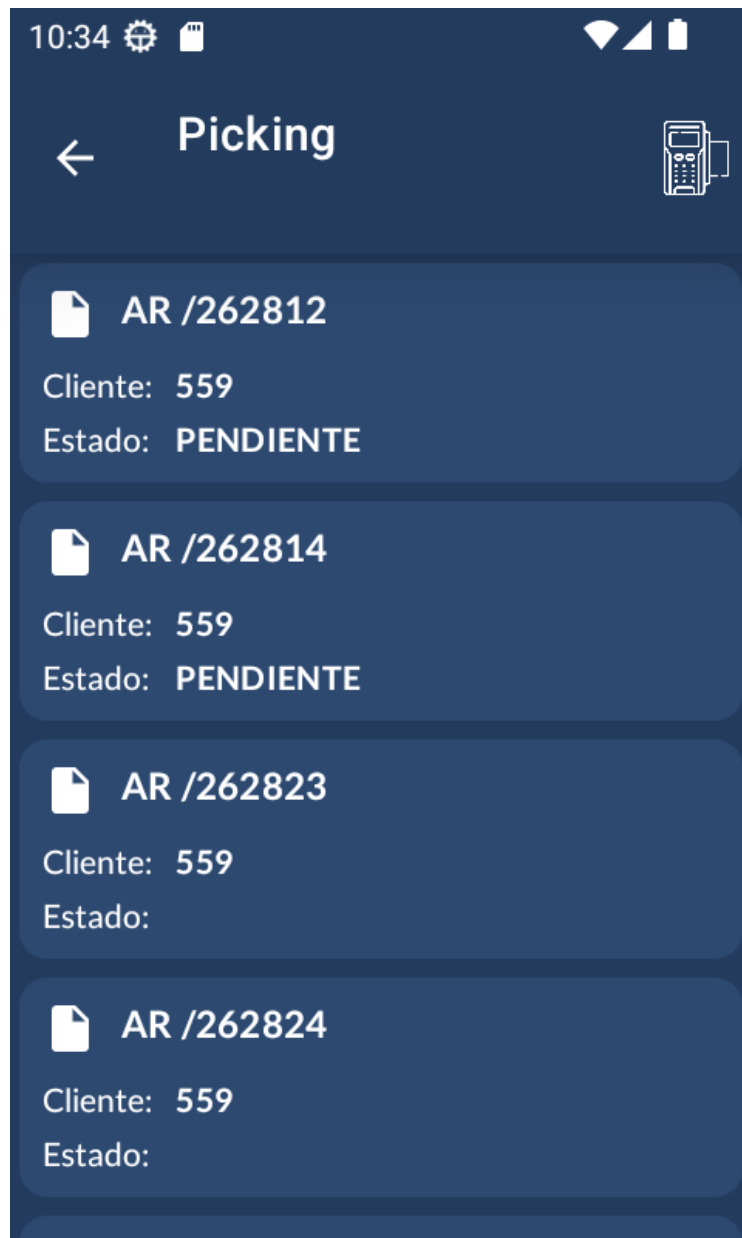 10:34
Picking
AR /262812
Cliente: 559
Estado: PENDIENTE
AR /262814
Cliente: 559
Estado: PENDIENTE
AR /262823
Cliente: 559
Estado:
AR /262824
Cliente: 559
Estado: